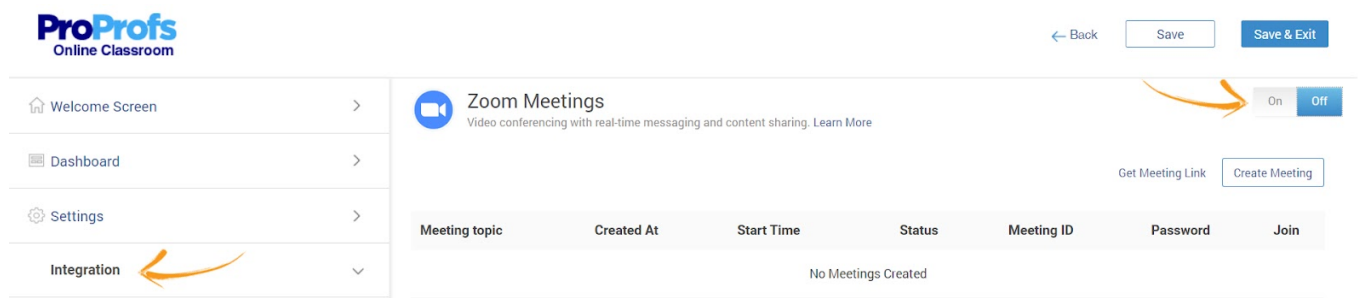 ProProfs
Online Classroom
Back
Save
Save & Exit
Welcome Screen
Dashboard
Settings
Integration
Zoom Meetings
Video conferencing with real-time messaging and content sharing. Learn More
On Off
Get Meeting Link
Create Meeting
Meeting topic Created At Start Time Status Meeting ID Password Join
No Meetings Created